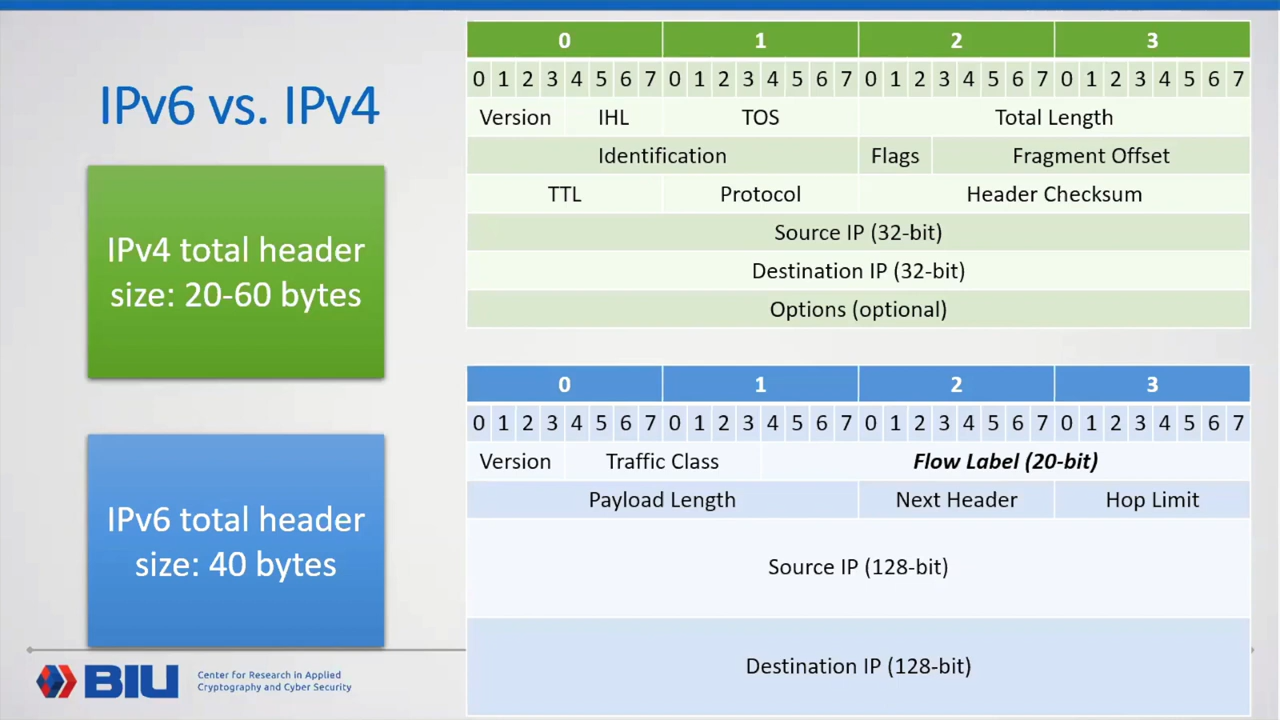 IPv6 vs. IPv4
IPv4 total header
size: 20-60 bytes
IPv6 total header
size: 40 bytes
0 1 2 3
0 1 2 3 4 5 6 7 0 1 2 3 4 5 6 7 0 1 2 3 4 5 6 7 0 1 2 3 4 5 6 7
Version IHL TOS Total Length
Identification Flags Fragment Offset
TTL Protocol Header Checksum
Source IP (32-bit)
Destination IP (32-bit)
Options (optional)
0 1 2 3
0 1 2 3 4 5 6 7 0 1 2 3 4 5 6 7 0 1 2 3 4 5 6 7 0 1 2 3 4 5 6 7
Version Traffic Class Flow Label (20-bit)
Payload Length Next Header Hop Limit
Source IP (128-bit)
Destination IP (128-bit)
BIU
Center for Research in Applied
Cryptography and Cyber Security